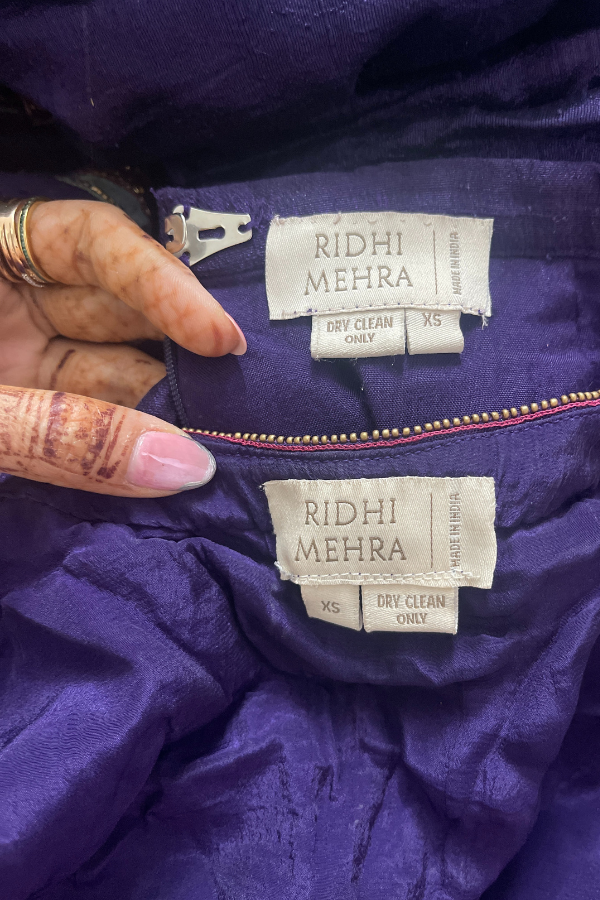 RIDHI
MEHRA
MADE IN INDIA
DRY CLEAN
ONLY
XS
RIDHI
MEHRA
MADE IN INDIA
XS
DRY CLEAN
ONLY